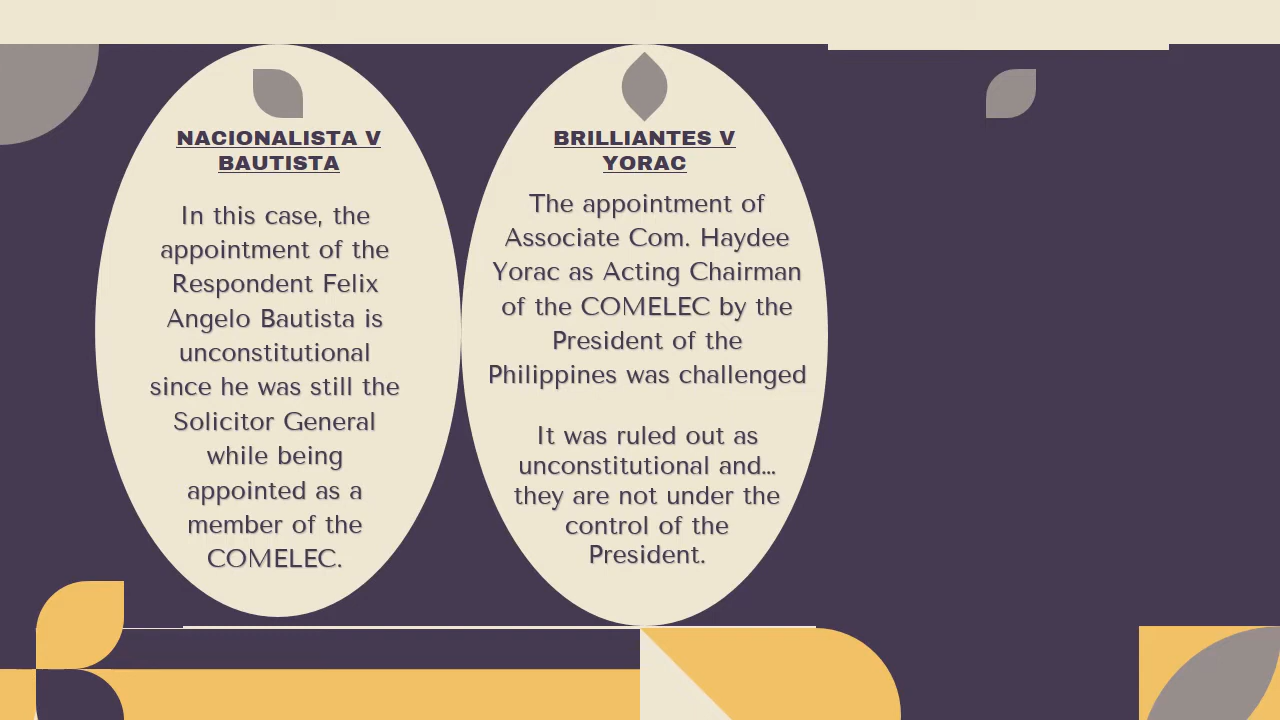 NACIONALISTA V
BAUTISTA
In this case, the
appointment of the
Respondent Felix
Angelo Bautista is
unconstitutional
since he was still the
Solicitor General
while being
appointed as a
member of the
COMELEC.
BRILLIANTES V
YORAC
The appointment of
Associate Com. Haydee
Yorac as Acting Chairman
of the COMELEC by the
President of the
Philippines was challenged
It was ruled out as
unconstitutional and…
they are not under the
control of the
President.